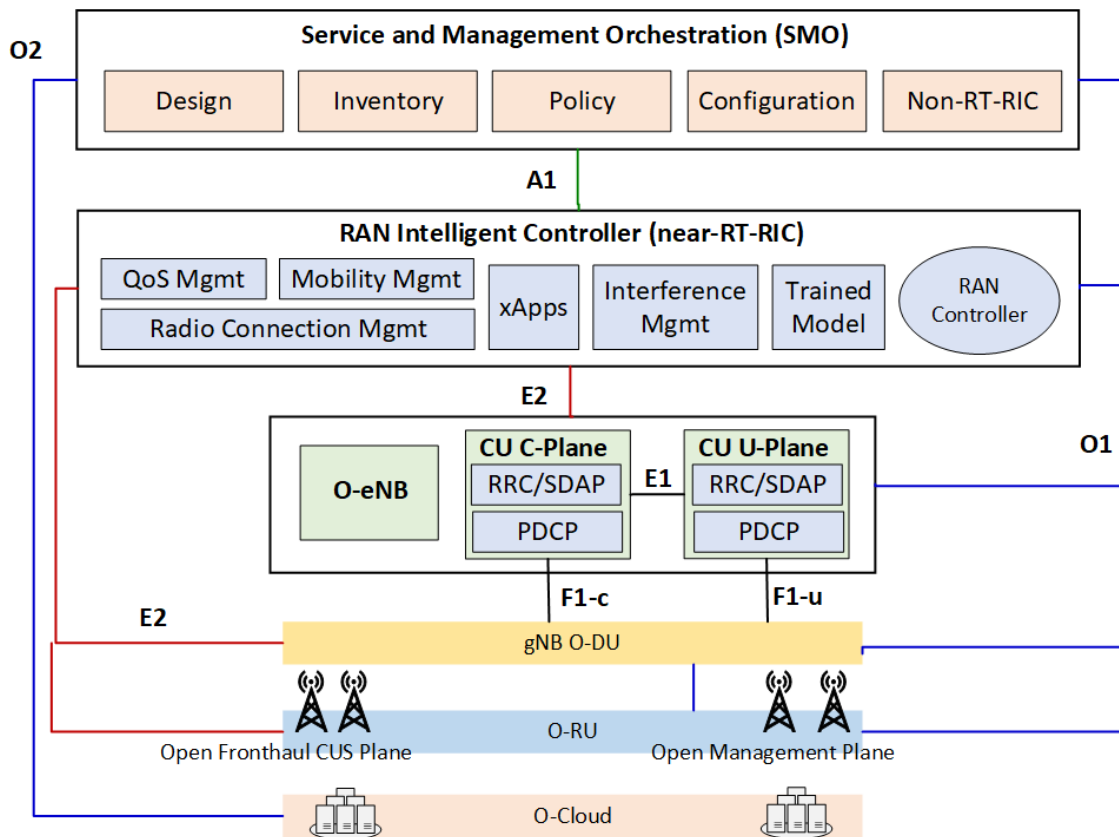 Service and Management Orchestration (SMO)
O2
Design
Inventory
Policy
Configuration
Non-RT-RIC
A1
RAN Intelligent Controller (near-RT-RIC)
QoS Mgmt
Mobility Mgmt
Radio Connection Mgmt
xApps
Interference
Mgmt
Trained
Model
RAN
Controller
E2
O1
O-eNB
CU C-Plane
RRC/SDAP
PDCP
E1
CU U-Plane
RRC/SDAP
PDCP
F1-c
F1-u
E2
gNB O-DU
O-RU
Open Fronthaul CUS Plane
Open Management Plane
O-Cloud